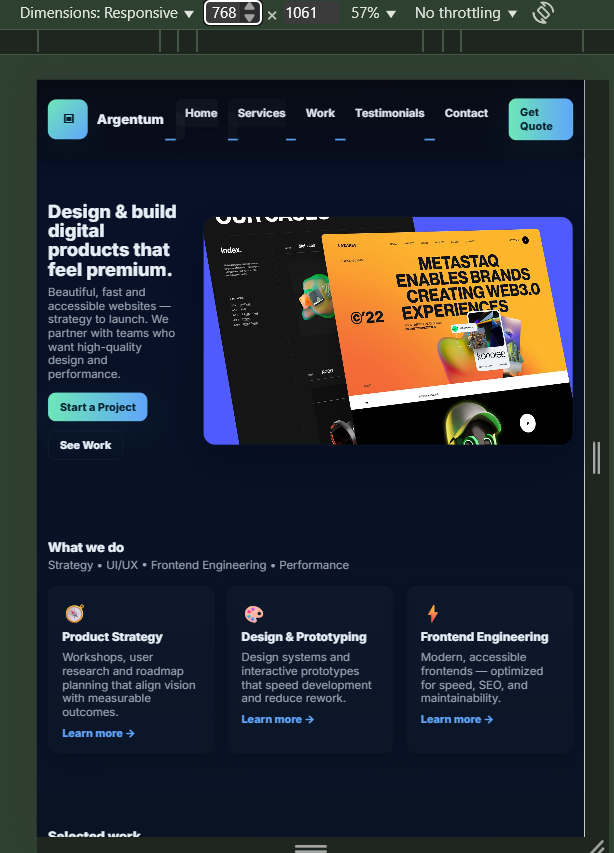 Dimensions: Responsive ▼ 768 × 1061 57% ▼ No throttling ▼
Argentum Home Services Work Testimonials Contact Get
Quote
Design & build
digital
products that
feel premium.
Beautiful, fast and
accessible websites —
strategy to launch. We
partner with teams who
want high-quality
design and
performance.
Start a Project
See Work
OUR CASES
index.
METASTAQ
ENABLES BRANDS
CREATING WEB3.0
EXPERIENCES
©'22
What we do
Strategy • UI/UX • Frontend Engineering • Performance
Product Strategy
Workshops, user
research and roadmap
planning that align vision
with measurable
outcomes.
Learn more →
Design & Prototyping
Design systems and
interactive prototypes
that speed development
and reduce rework.
Learn more →
Frontend Engineering
Modern, accessible
frontends — optimized
for speed, SEO, and
maintainability.
Learn more →
Selected work